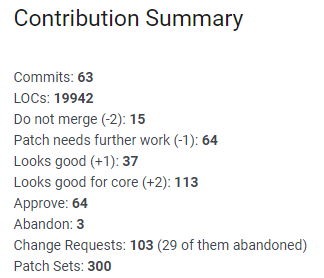 Contribution Summary
Commits: 63
LOCs: 19942
Do not merge (-2): 15
Patch needs further work (-1): 64
Looks good (+1): 37
Looks good for core (+2): 113
Approve: 64
Abandon: 3
Change Requests: 103 (29 of them abandoned)
Patch Sets: 300